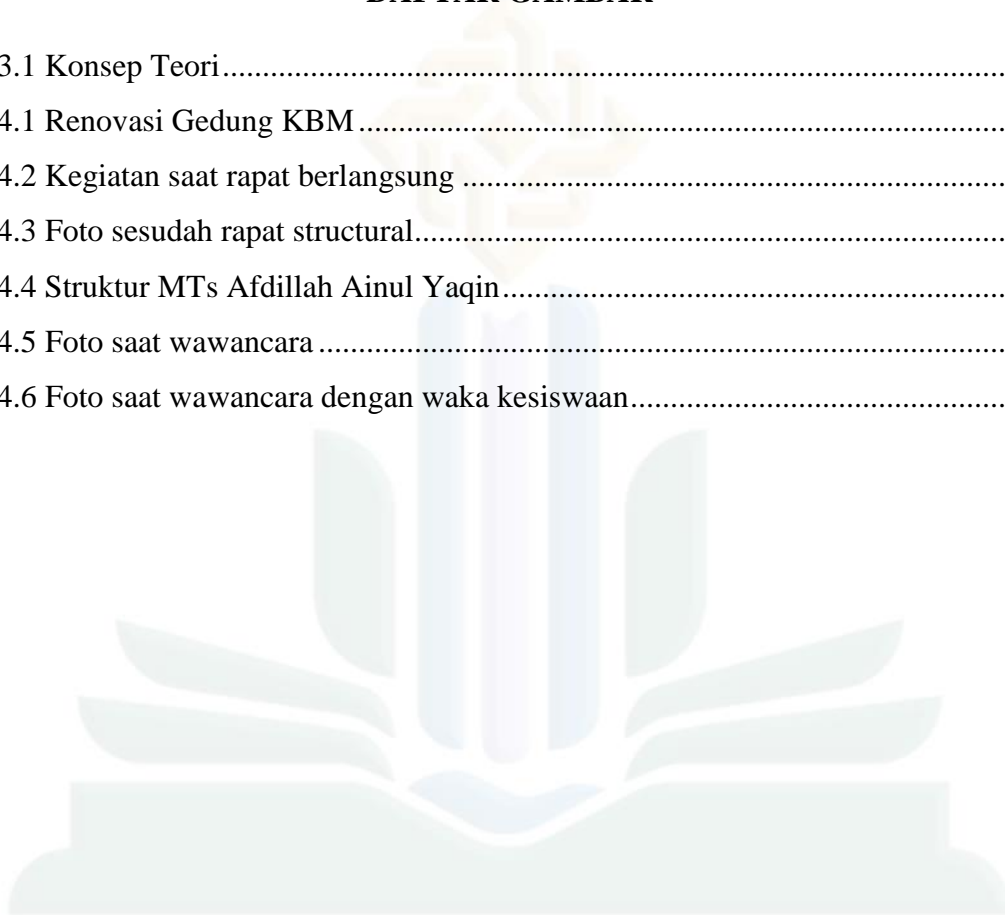 DAFTAR GAMBAR
3.1 Konsep Teori........................................................................................................
4.1 Renovasi Gedung KBM.......................................................................................
4.2 Kegiatan saat rapat berlangsung..........................................................................
4.3 Foto sesudah rapat structural................................................................................
4.4 Struktur MTs Afdillah Ainul Yaqin.....................................................................
4.5 Foto saat wawancara............................................................................................
4.6 Foto saat wawancara dengan waka kesiswaan....................................................